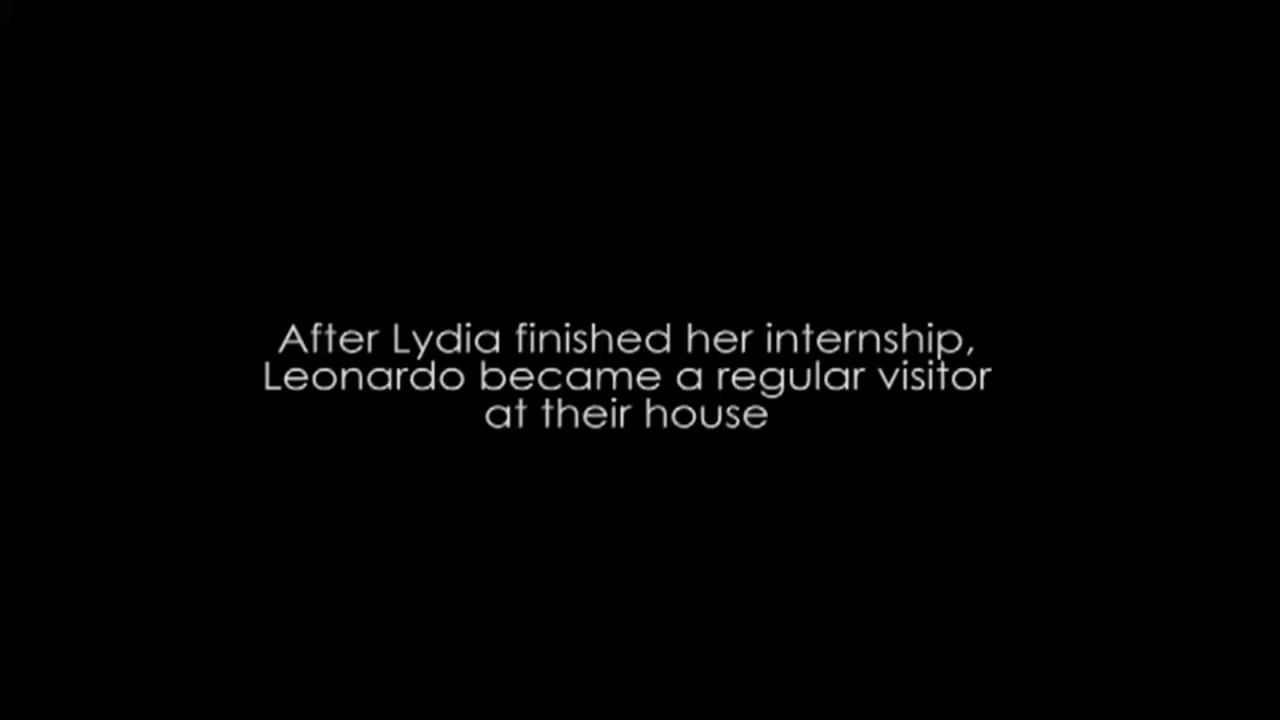 After Lydia finished her internship,
Leonardo became a regular visitor
at their house